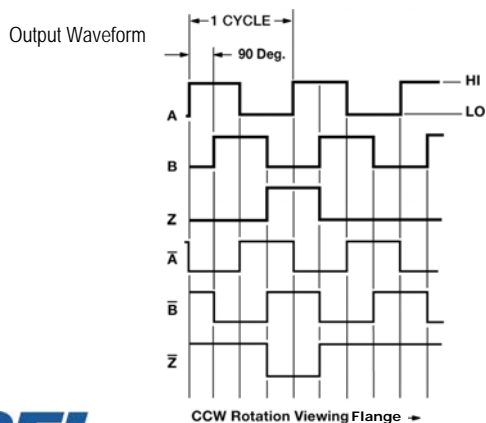 1 CYCLE
Output Waveform
90 Deg.
HI
LO
A
B
Z
A̅
B̅
Z̅
CCW Rotation Viewing Flange